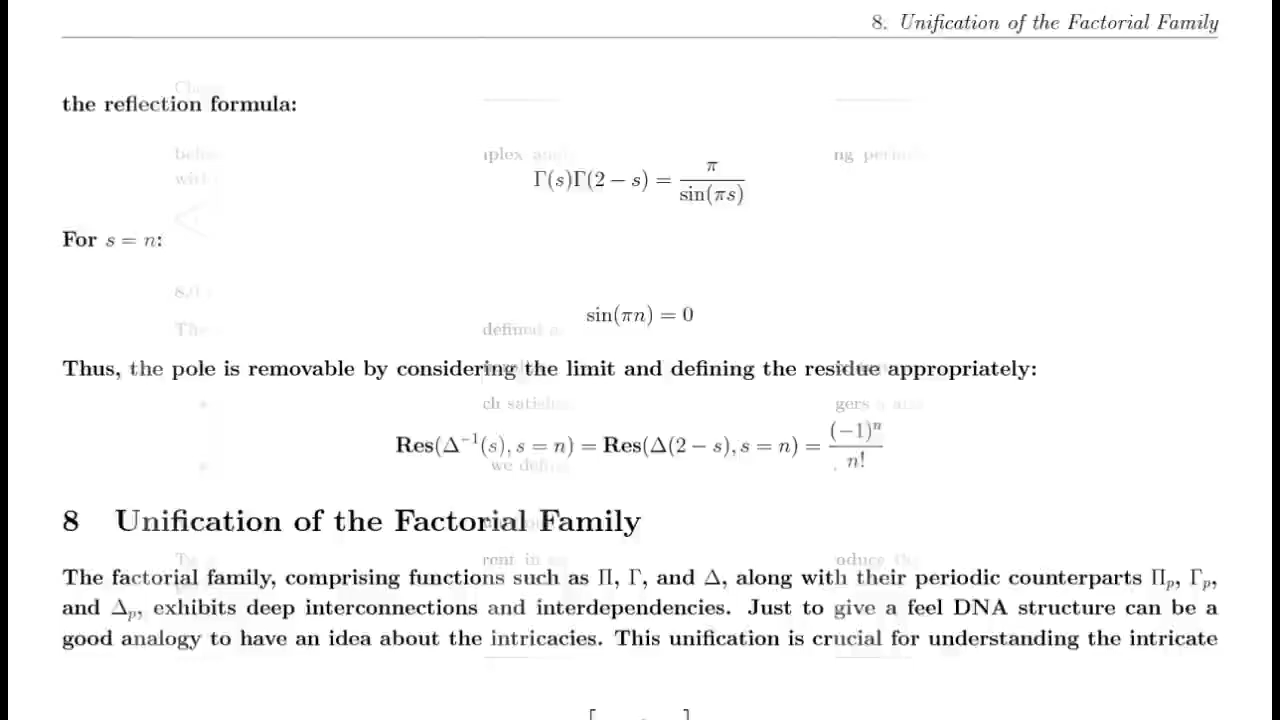 8. Unification of the Factorial Family
the reflection formula:
Γ(s)Γ(2 − s) = π / sin(πs)
For s = n:
sin(πn) = 0
Thus, the pole is removable by considering the limit and defining the residue appropriately:
Res(Δ⁻¹(s), s = n) = Res(Δ(2 − s), s = n) = (−1)ⁿ / n!
8 Unification of the Factorial Family
The factorial family, comprising functions such as Π, Γ, and Δ, along with their periodic counterparts Πₚ, Γₚ,
and Δₚ, exhibits deep interconnections and interdependencies. Just to give a feel DNA structure can be a
good analogy to have an idea about the intricacies. This unification is crucial for understanding the intricate